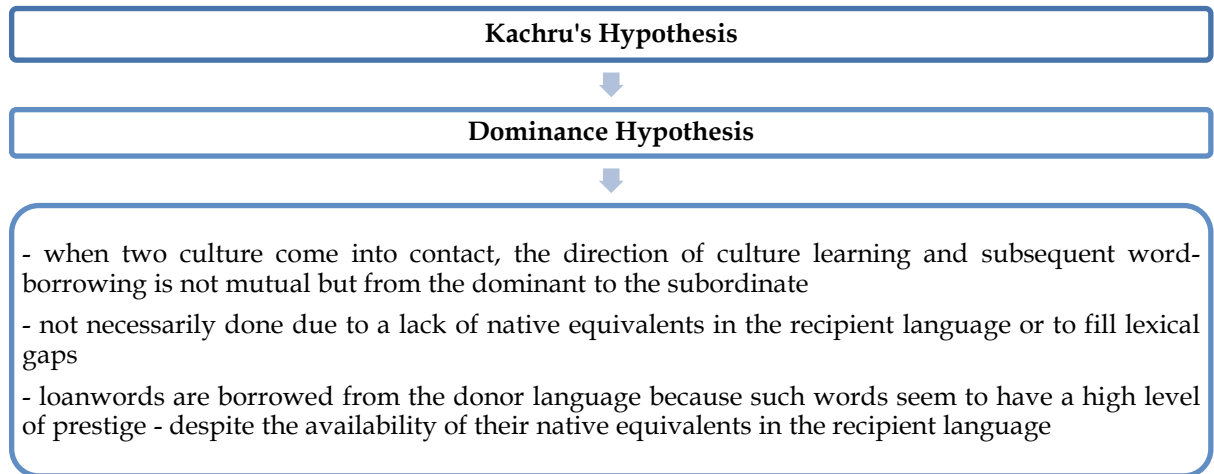 Kachru's Hypothesis
Dominance Hypothesis
- when two culture come into contact, the direction of culture learning and subsequent word-
borrowing is not mutual but from the dominant to the subordinate
- not necessarily done due to a lack of native equivalents in the recipient language or to fill lexical
gaps
- loanwords are borrowed from the donor language because such words seem to have a high level
of prestige - despite the availability of their native equivalents in the recipient language